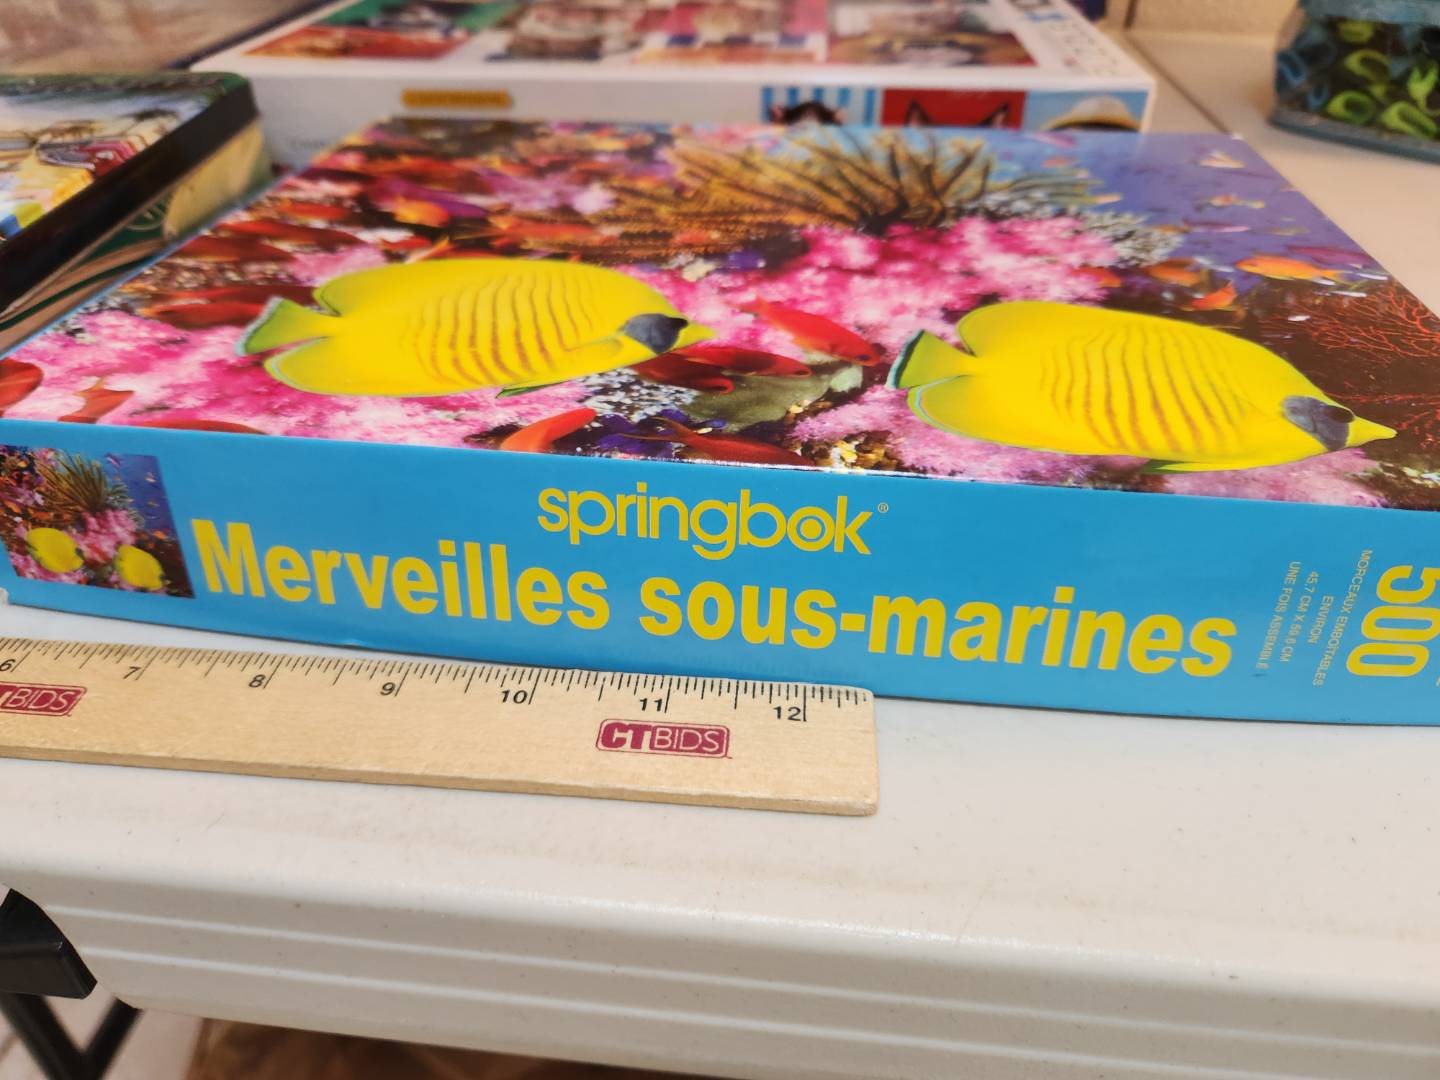 springbok®
Merveilles sous-marines
500
MORCEAUX EMBOÎTABLES
ENVIRON
45,7 CM X 59,6 CM
UNE FOIS ASSEMBLÉ
6 7 8 9 10 11 12
CTBIDS
CTBIDS